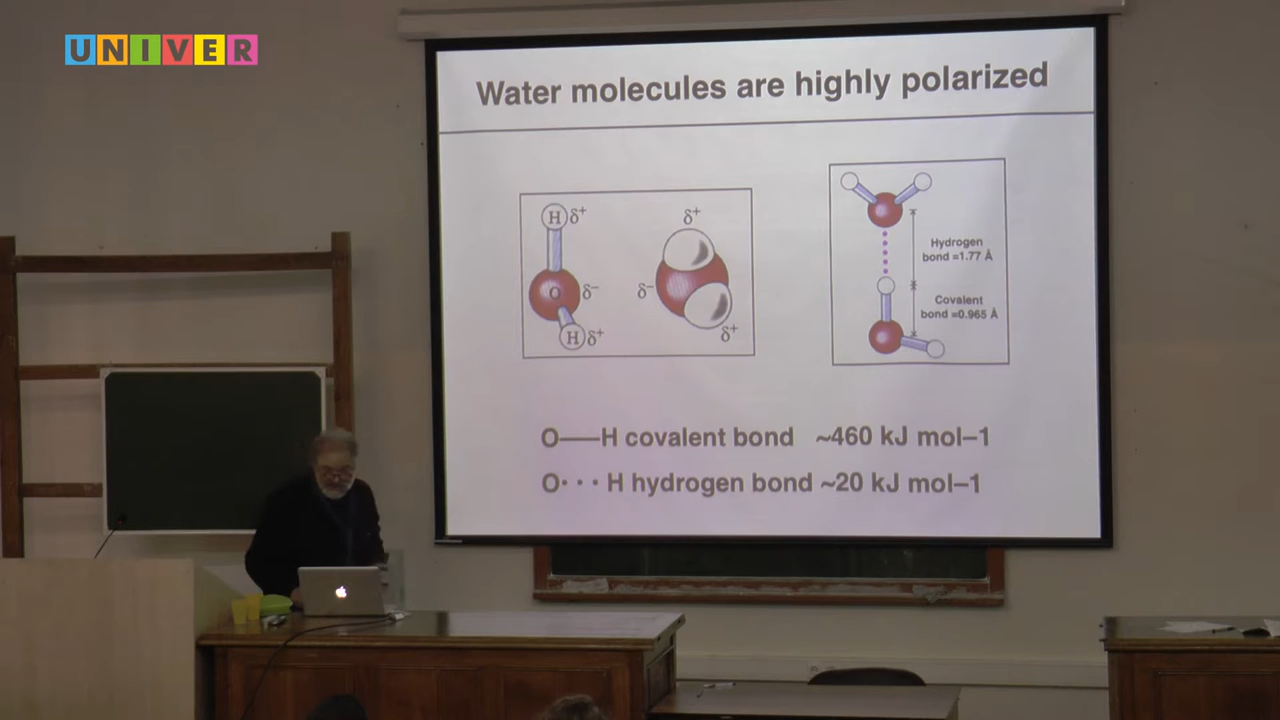 UNIVER
Water molecules are highly polarized
H δ+
O δ−
H δ+
δ+
δ−
δ+
Hydrogen
bond =1.77 Å
Covalent
bond =0.965 Å
O——H covalent bond ~460 kJ mol–1
O· · · H hydrogen bond ~20 kJ mol–1